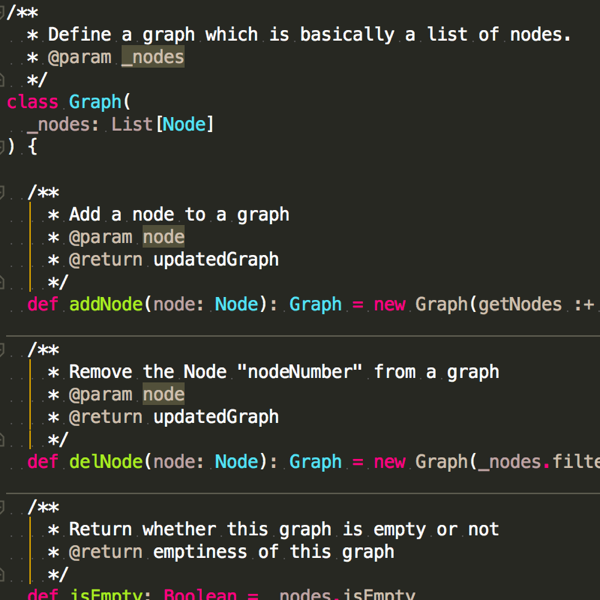 /**
* Define a graph which is basically a list of nodes.
* @param _nodes
*/
class Graph(
_nodes: List[Node]
) {
/**
* Add a node to a graph
* @param node
* @return updatedGraph
*/
def addNode(node: Node): Graph = new Graph(getNodes :+
/**
* Remove the Node "nodeNumber" from a graph
* @param node
* @return updatedGraph
*/
def delNode(node: Node): Graph = new Graph(_nodes.filte
/**
* Return whether this graph is empty or not
* @return emptiness of this graph
*/
def isEmpty: Boolean = _nodes.isEmpty